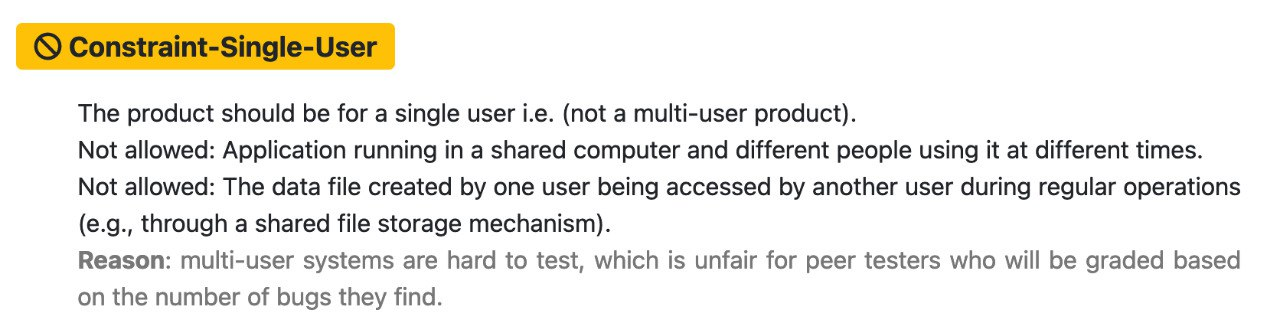 Constraint-Single-User
The product should be for a single user i.e. (not a multi-user product).
Not allowed: Application running in a shared computer and different people using it at different times.
Not allowed: The data file created by one user being accessed by another user during regular operations
(e.g., through a shared file storage mechanism).
Reason: multi-user systems are hard to test, which is unfair for peer testers who will be graded based
on the number of bugs they find.